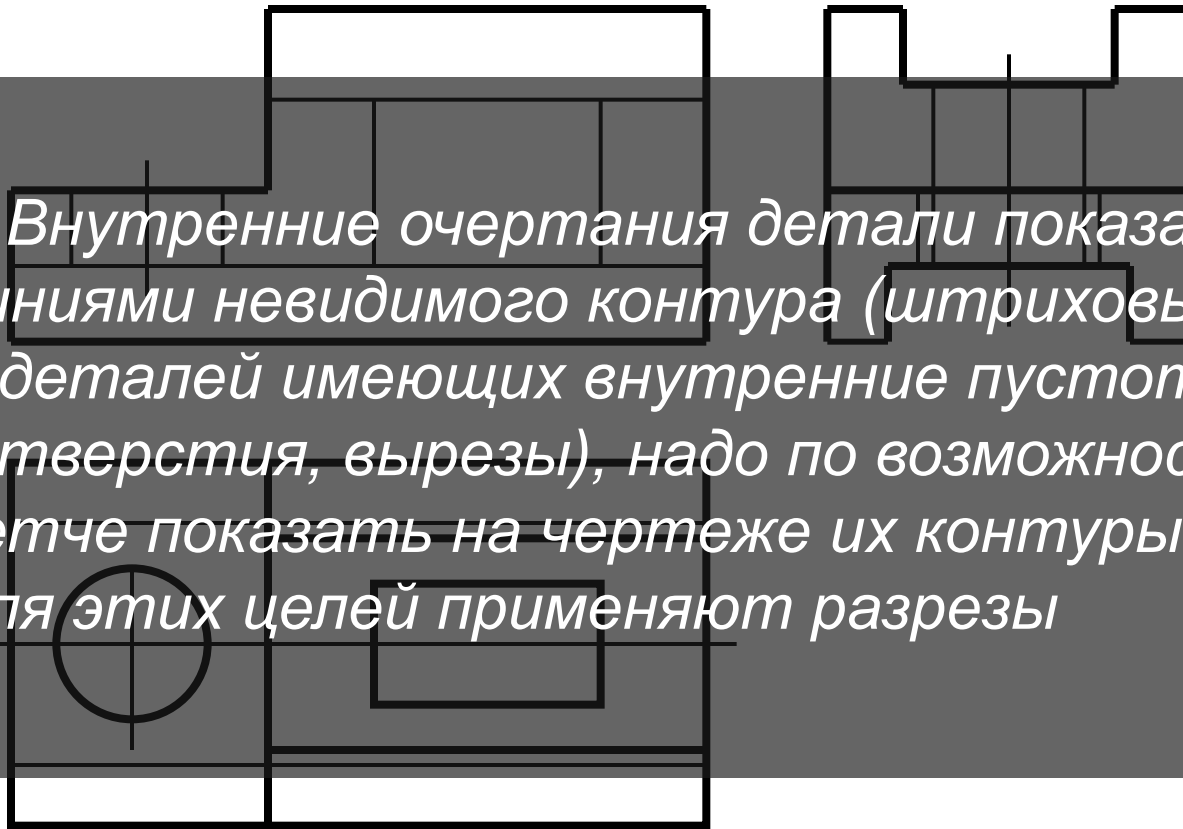 Внутренние очертания детали показа
ниями невидимого контура (штриховы
деталей имеющих внутренние пустот
тверстия, вырезы), надо по возможнос
етче показать на чертеже их контуры
ля этих целей применяют разрезы